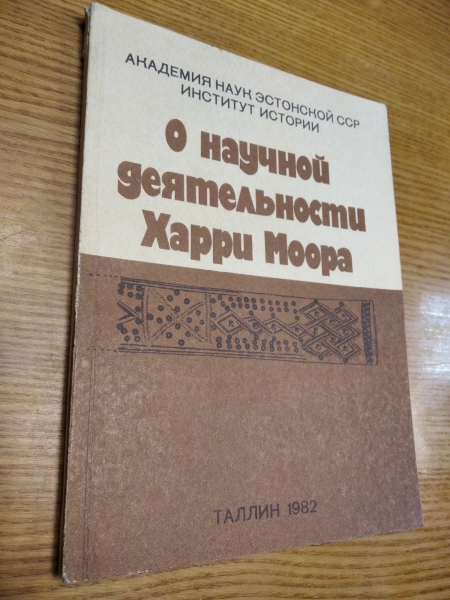 АКАДЕМИЯ НАУК ЭСТОНСКОЙ ССР
ИНСТИТУТ ИСТОРИИ
О научной
деятельности
Харри Моора
ТАЛЛИН 1982